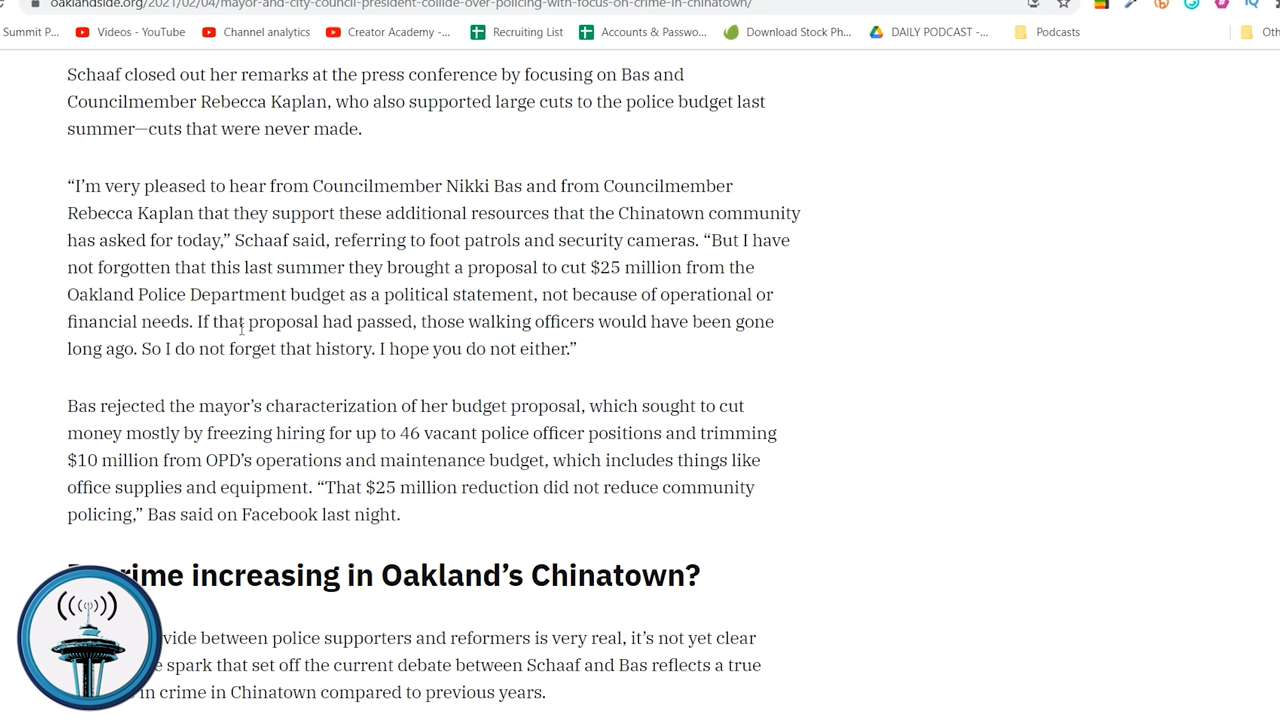 oaklandside.org/2021/02/04/mayor-and-city-council-president-collide-over-policing-with-focus-on-crime-in-chinatown/
Summit P... Videos - YouTube Channel analytics Creator Academy -... Recruiting List Accounts & Passwo... Download Stock Ph... DAILY PODCAST -... Podcasts Oth
Schaaf closed out her remarks at the press conference by focusing on Bas and
Councilmember Rebecca Kaplan, who also supported large cuts to the police budget last
summer—cuts that were never made.
“I’m very pleased to hear from Councilmember Nikki Bas and from Councilmember
Rebecca Kaplan that they support these additional resources that the Chinatown community
has asked for today,” Schaaf said, referring to foot patrols and security cameras. “But I have
not forgotten that this last summer they brought a proposal to cut $25 million from the
Oakland Police Department budget as a political statement, not because of operational or
financial needs. If that proposal had passed, those walking officers would have been gone
long ago. So I do not forget that history. I hope you do not either.”
Bas rejected the mayor’s characterization of her budget proposal, which sought to cut
money mostly by freezing hiring for up to 46 vacant police officer positions and trimming
$10 million from OPD’s operations and maintenance budget, which includes things like
office supplies and equipment. “That $25 million reduction did not reduce community
policing,” Bas said on Facebook last night.
crime increasing in Oakland’s Chinatown?
vide between police supporters and reformers is very real, it’s not yet clear
e spark that set off the current debate between Schaaf and Bas reflects a true
in crime in Chinatown compared to previous years.